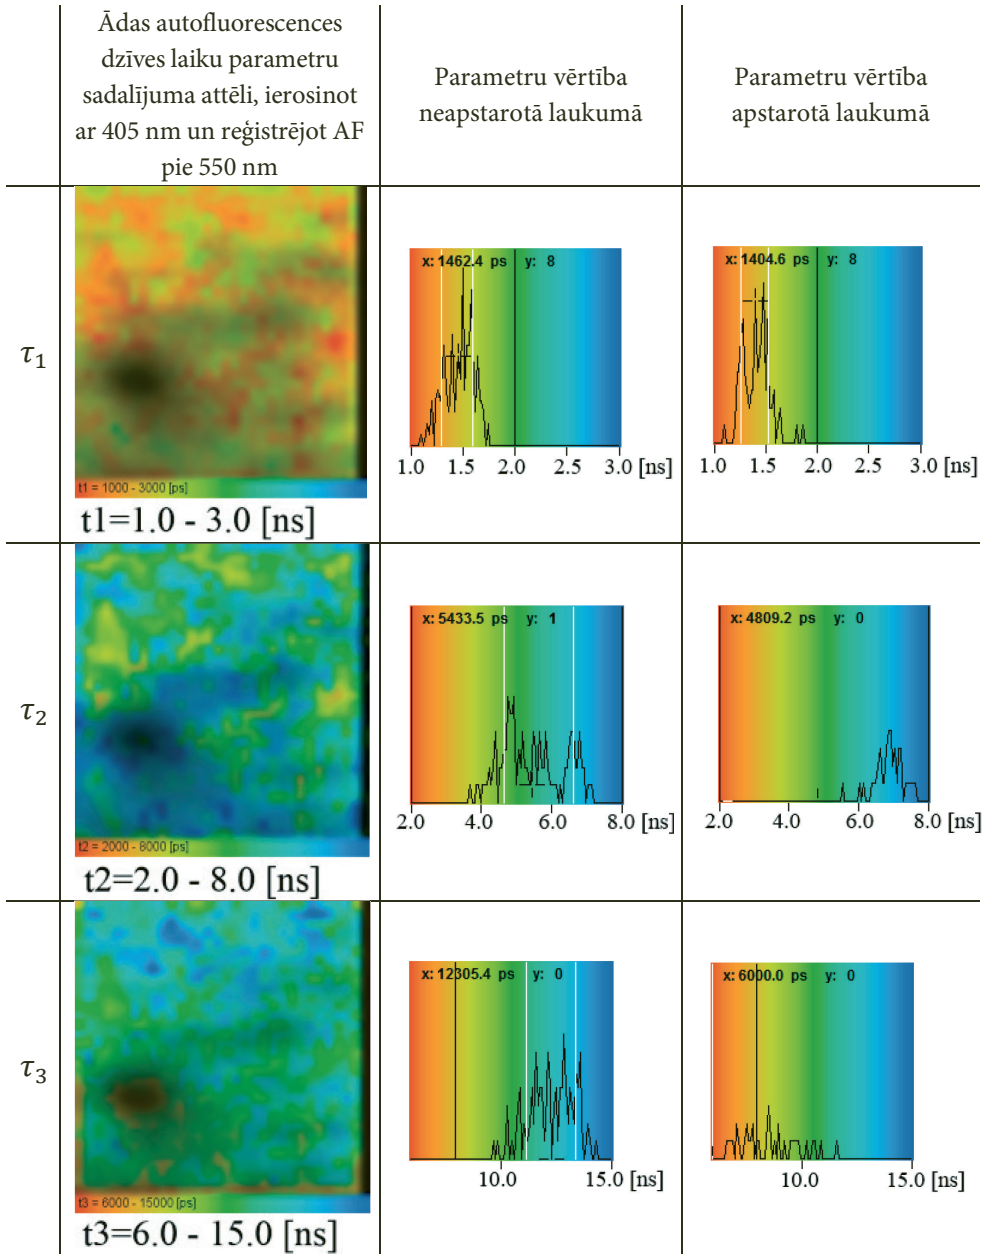 Ādas autofluorescences
dzīves laiku parametru
sadalījuma attēli, ierosinot
ar 405 nm un reģistrējot AF
pie 550 nm
Parametru vērtība
neapstarotā laukumā
Parametru vērtība
apstarotā laukumā
τ1
t1 = 1000 - 3000 [ps]
t1=1.0 - 3.0 [ns]
x: 1462.4 ps y: 8
1.0 1.5 2.0 2.5 3.0 [ns]
x: 1404.6 ps y: 8
1.0 1.5 2.0 2.5 3.0 [ns]
τ2
t2 = 2000 - 8000 [ps]
t2=2.0 - 8.0 [ns]
x: 5433.5 ps y: 1
2.0 4.0 6.0 8.0 [ns]
x: 4809.2 ps y: 0
2.0 4.0 6.0 8.0 [ns]
τ3
t3 = 6000 - 15000 [ps]
t3=6.0 - 15.0 [ns]
x: 12305.4 ps y: 0
10.0 15.0 [ns]
x: 6000.0 ps y: 0
10.0 15.0 [ns]